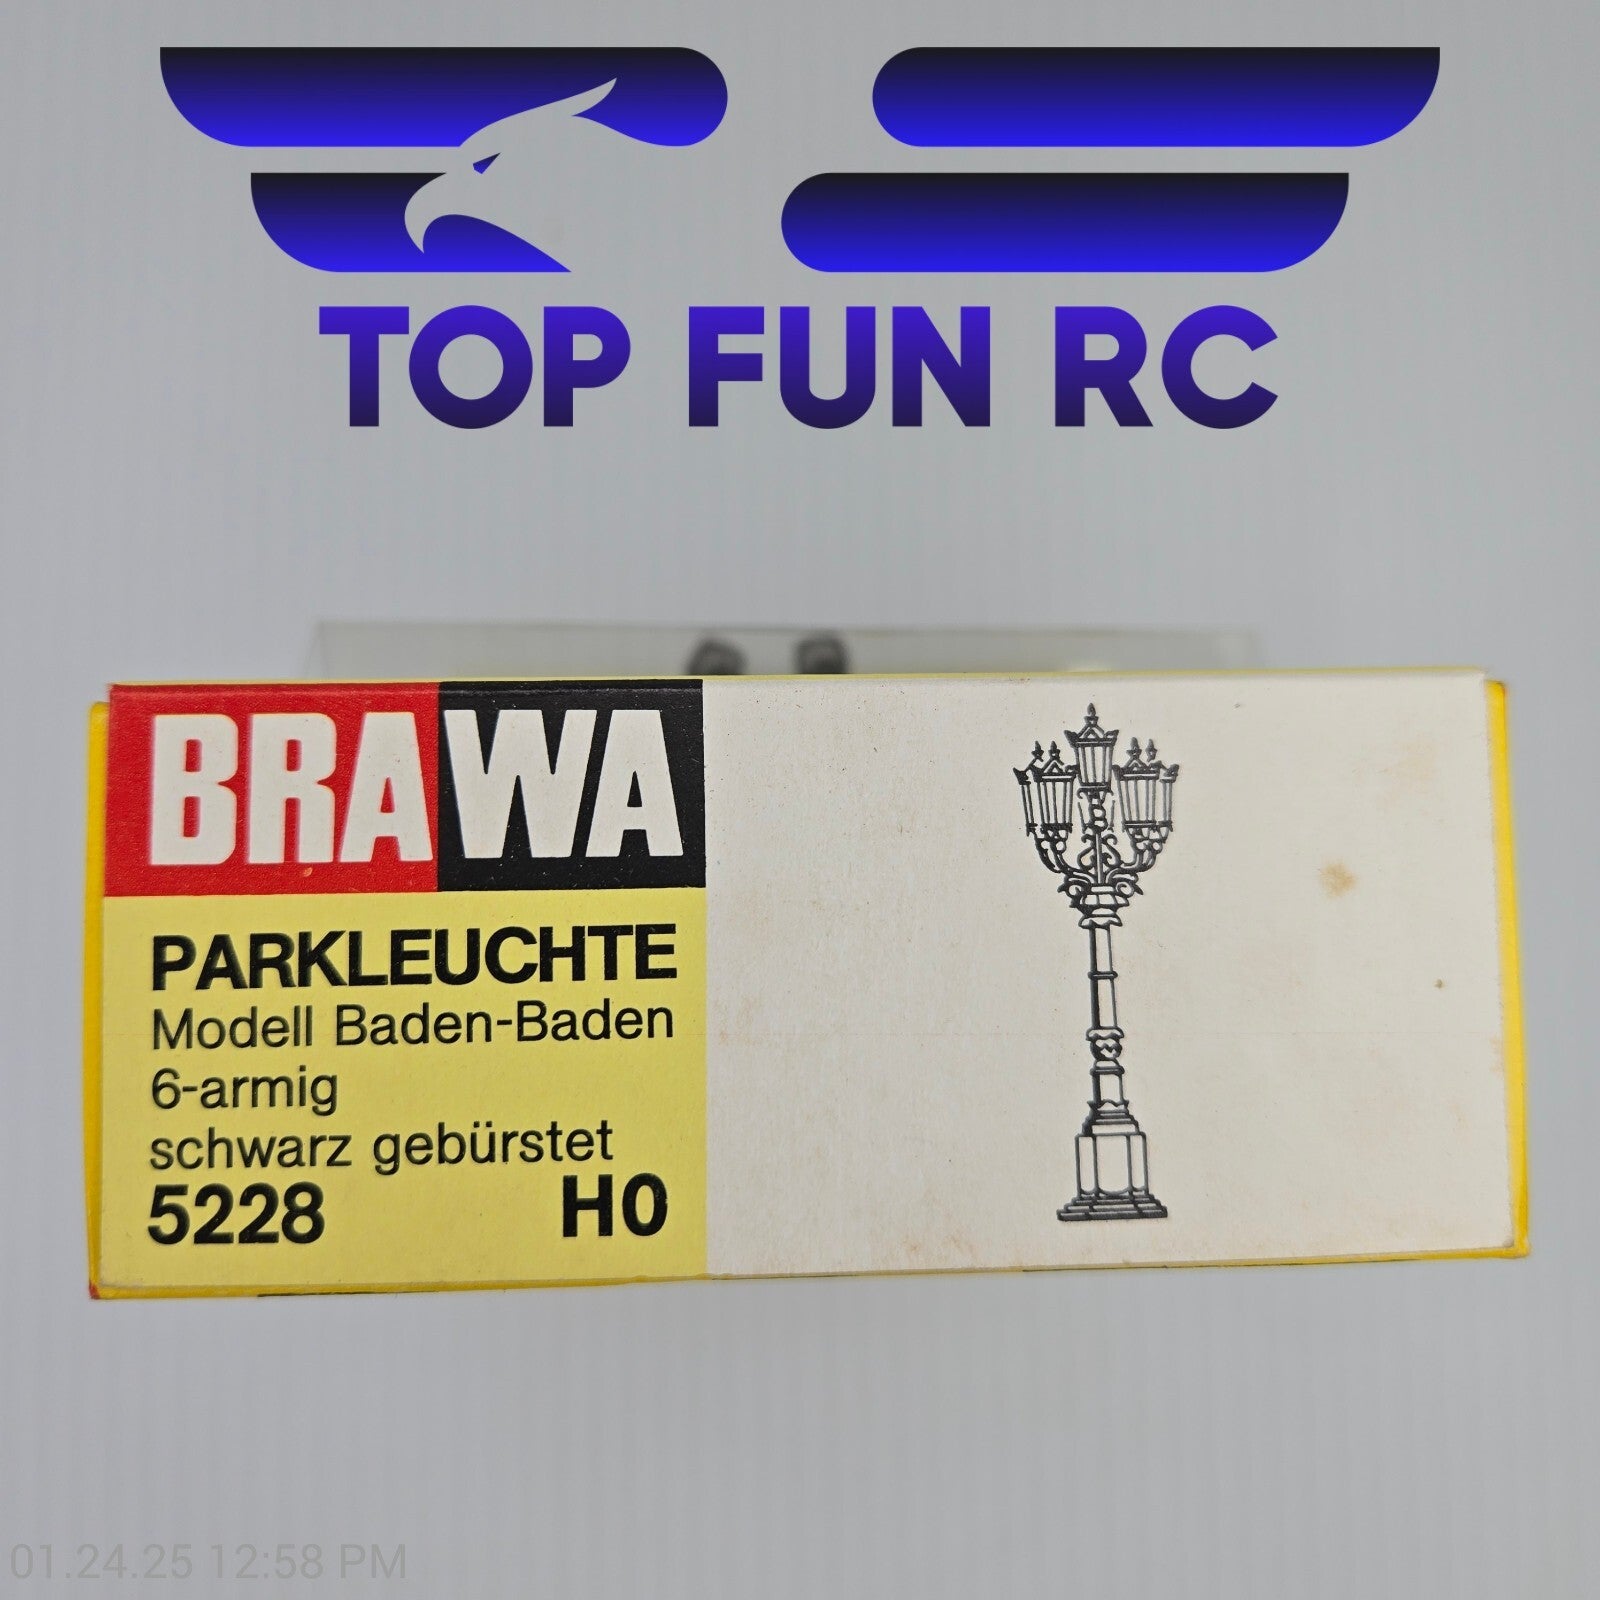 TOP FUN RC
BRAWA
PARKLEUCHTE
Modell Baden-Baden
6-armig
schwarz gebürstet
5228 H0
01.24.25 12:58 PM